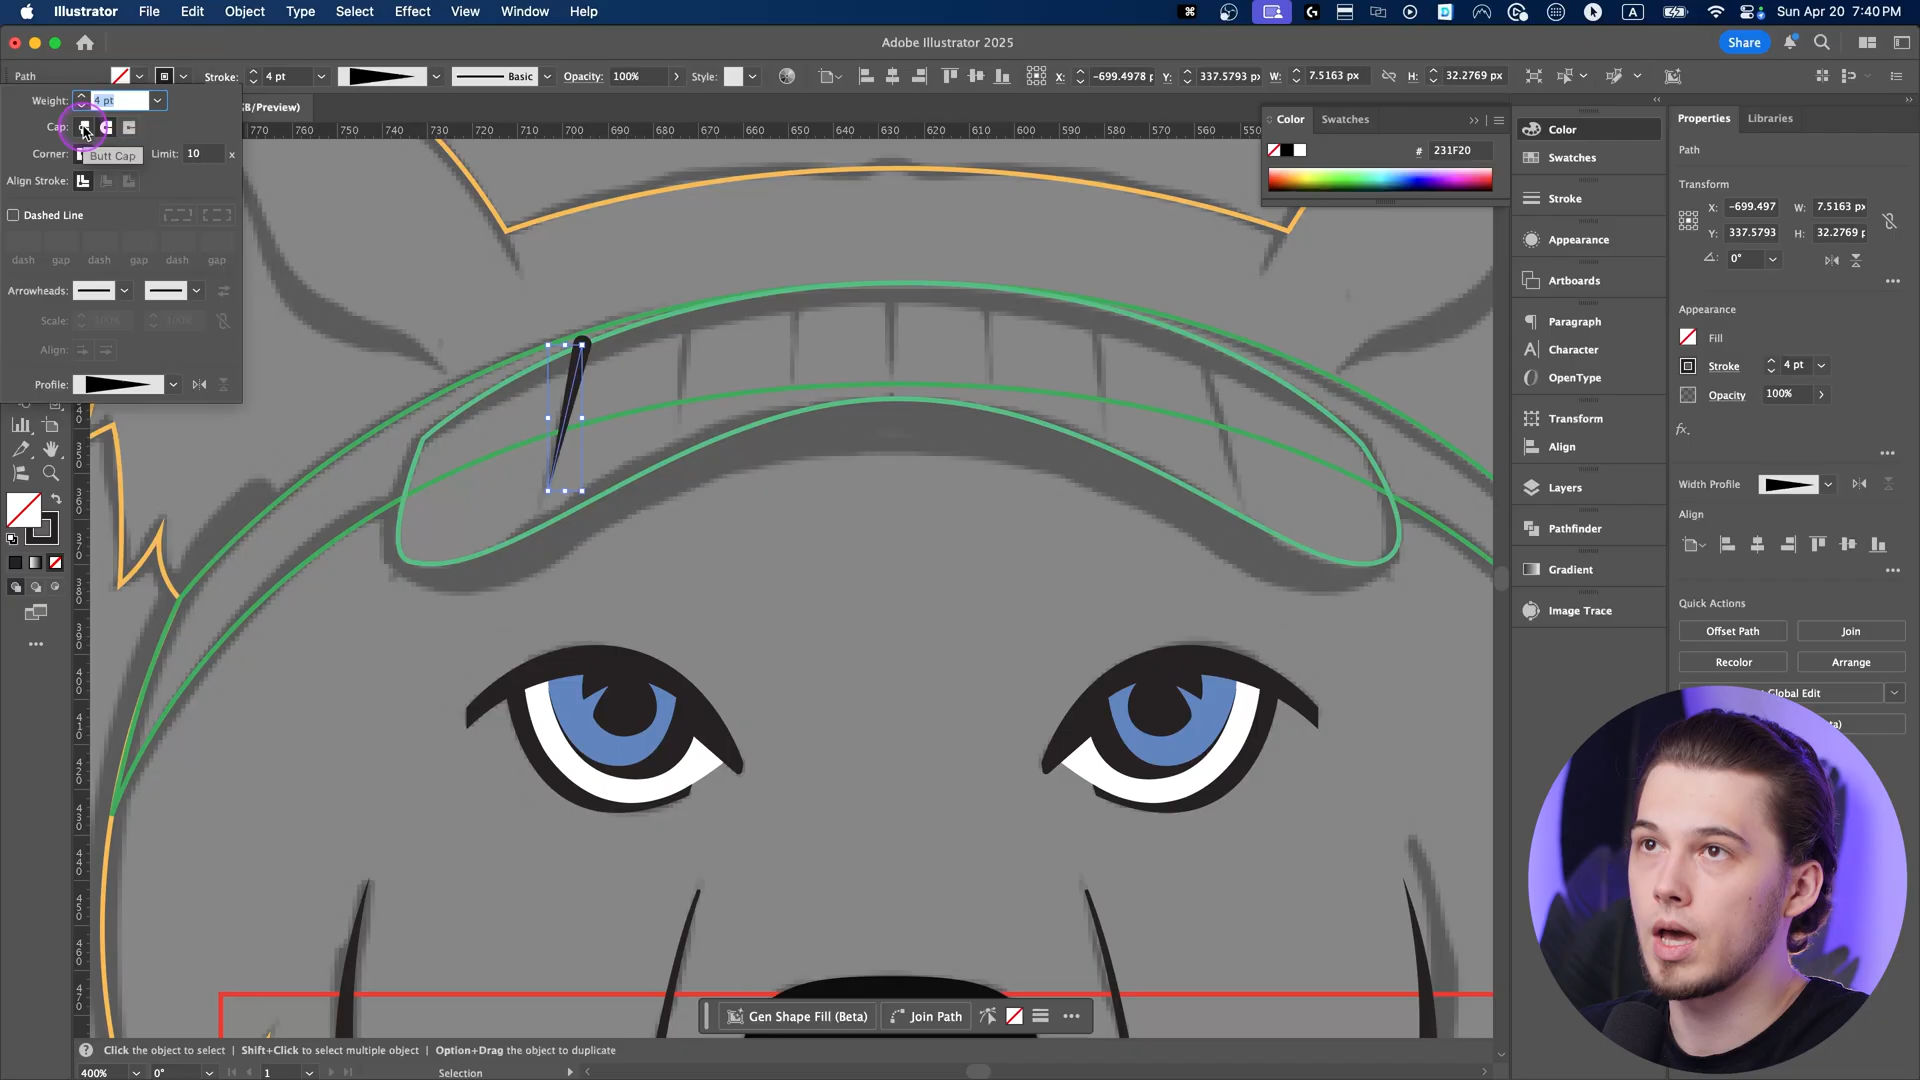 Illustrator File Edit Object Type Select Effect View Window Help
Sun Apr 20 7:40 PM
Adobe Illustrator 2025
Share
Path
Stroke: 4 pt
Basic
Opacity: 100%
Style:
X: -699.4978 p
Y: 337.5793 p
W: 7.5163 px
H: 32.2769 px
Weight: 4 pt
GB/Preview)
Cap:
Butt Cap
Corner: Limit: 10 x
Align Stroke:
Dashed Line
dash gap dash gap dash gap
Arrowheads:
Scale: 100% 100%
Align:
Profile:
770 760 750 740 730 720 710 700 690 680 670 660 650 640 630 620 610 600 590 580 570 560 550
Color Swatches
# 231F20
Color
Swatches
Stroke
Appearance
Artboards
Paragraph
Character
OpenType
Transform
Align
Layers
Pathfinder
Gradient
Image Trace
Properties Libraries
Path
Transform
X: -699.497 W: 7.5163 px
Y: 337.5793 H: 32.2769 p
0°
Appearance
Fill
Stroke 4 pt
Opacity 100%
fx.
Width Profile
Align
Quick Actions
Offset Path Join
Recolor Arrange
Global Edit
Gen Shape Fill (Beta) Join Path
Click the object to select | Shift+Click to select multiple object | Option+Drag the object to duplicate
400% 0° 1 Selection